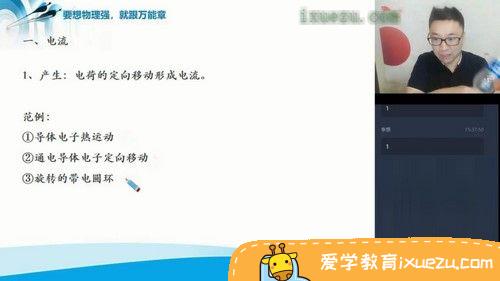 要想物理强，就跟万能章
ixuezu.com
一、电流
1、产生：电荷的定向移动形成电流。
范例：
①导体电子热运动
②通电导体电子定向移动
③旋转的带电圆环
15:37:50
1
1
爱学教育ixuezu.com